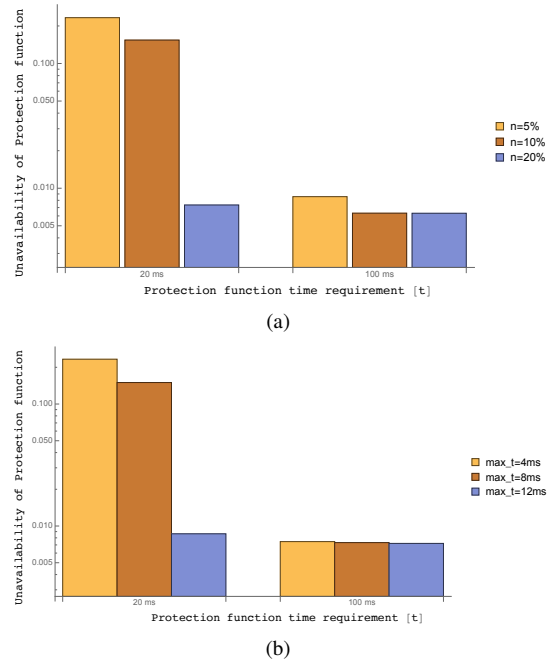 Unavailability of Protection function
0.100
0.050
0.010
0.005
20 ms
100 ms
Protection function time requirement [t]
n=5%
n=10%
n=20%
(a)
Unavailability of Protection function
0.100
0.050
0.010
0.005
20 ms
100 ms
Protection function time requirement [t]
max_t=4ms
max_t=8ms
max_t=12ms
(b)